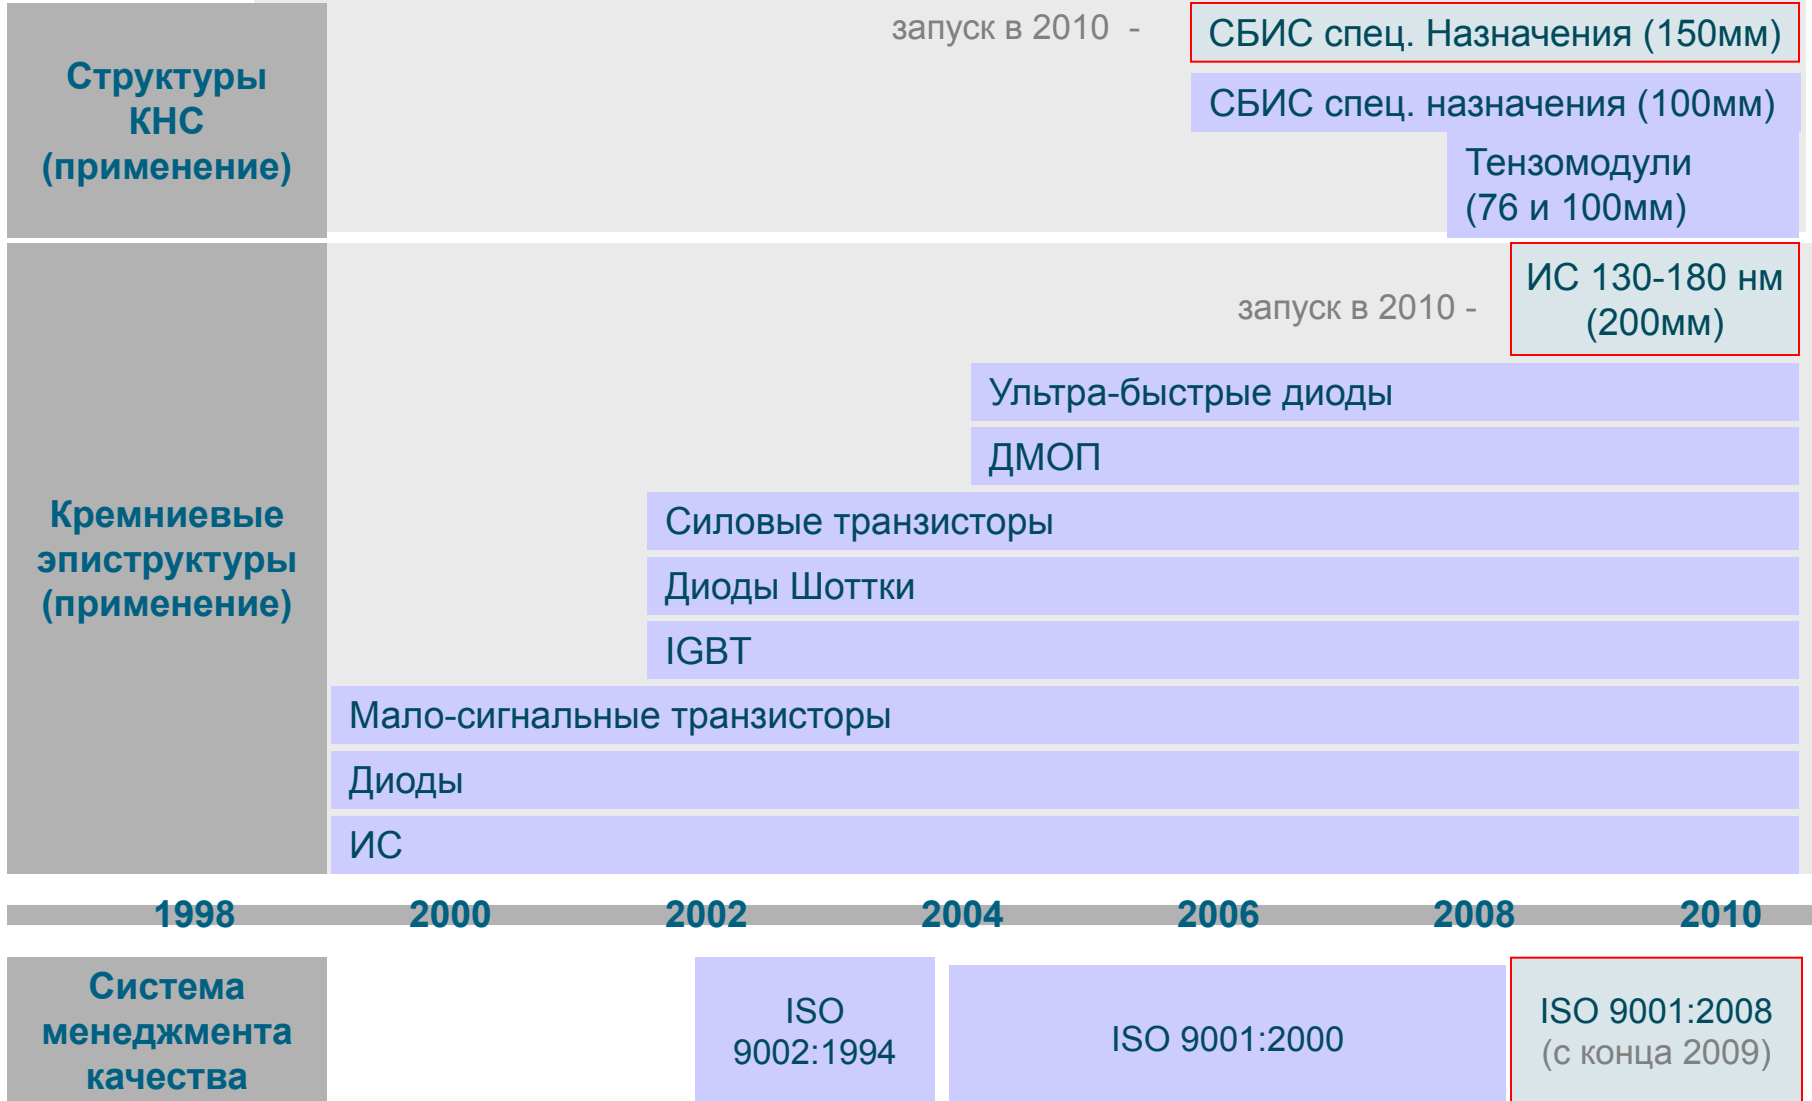 Структуры
КНС
(применение)
запуск в 2010 -
СБИС спец. Назначения (150мм)
СБИС спец. назначения (100мм)
Тензомодули
(76 и 100мм)
Кремниевые
эпиструктуры
(применение)
запуск в 2010 -
ИС 130-180 нм
(200мм)
Ультра-быстрые диоды
ДМОП
Силовые транзисторы
Диоды Шоттки
IGBT
Мало-сигнальные транзисторы
Диоды
ИС
1998 2000 2002 2004 2006 2008 2010
Система
менеджмента
качества
ISO
9002:1994
ISO 9001:2000
ISO 9001:2008
(с конца 2009)